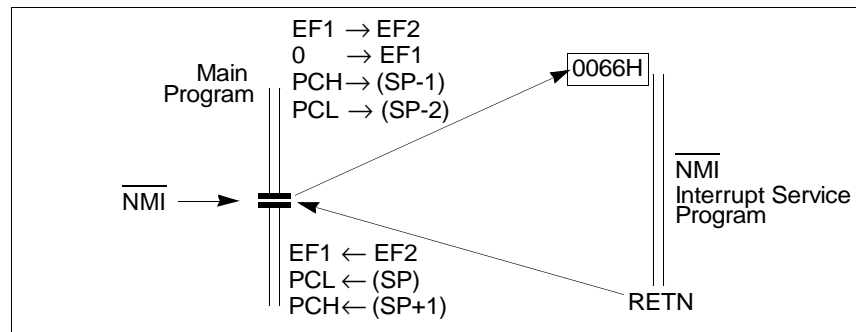 EF1 → EF2
0 → EF1
PCH → (SP-1)
PCL → (SP-2)
Main
Program
0066H
NMI
NMI
Interrupt Service
Program
EF1 ← EF2
PCL ← (SP)
PCH ← (SP+1)
RETN